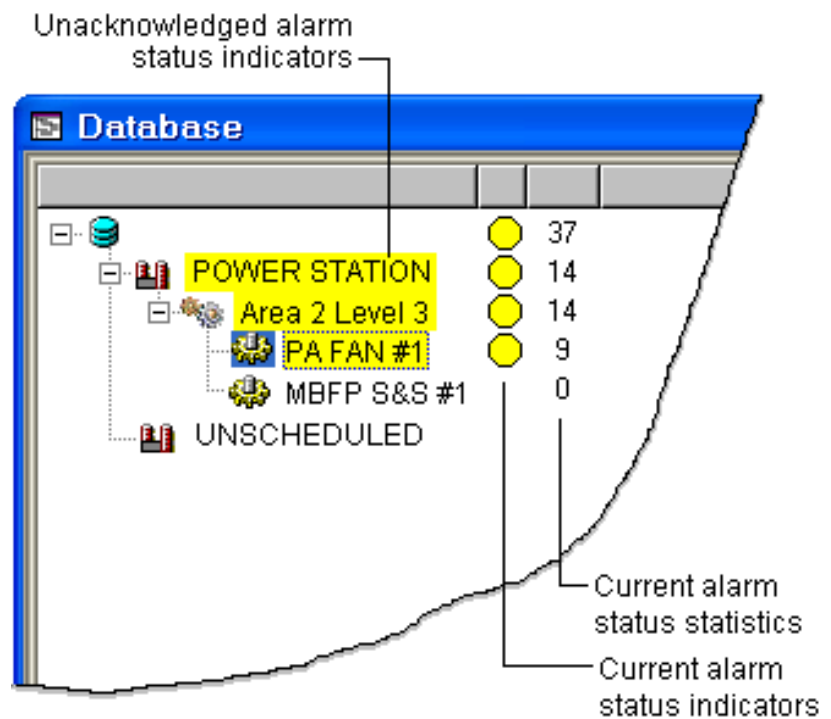 Unacknowledged alarm
status indicators
Database
37
POWER STATION 14
Area 2 Level 3 14
PA FAN #1 9
MBFP S&S #1 0
UNSCHEDULED
Current alarm
status statistics
Current alarm
status indicators